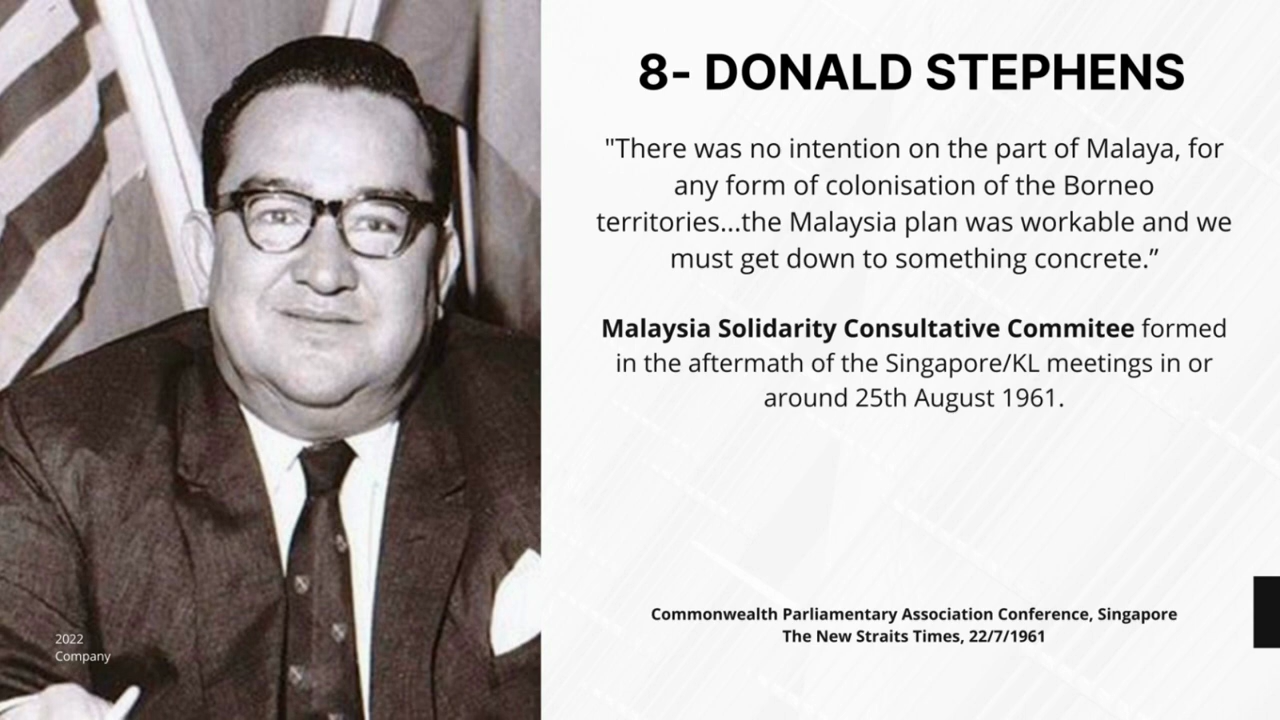 8- DONALD STEPHENS
"There was no intention on the part of Malaya, for
any form of colonisation of the Borneo
territories...the Malaysia plan was workable and we
must get down to something concrete.”
Malaysia Solidarity Consultative Commitee formed
in the aftermath of the Singapore/KL meetings in or
around 25th August 1961.
Commonwealth Parliamentary Association Conference, Singapore
The New Straits Times, 22/7/1961
2022
Company